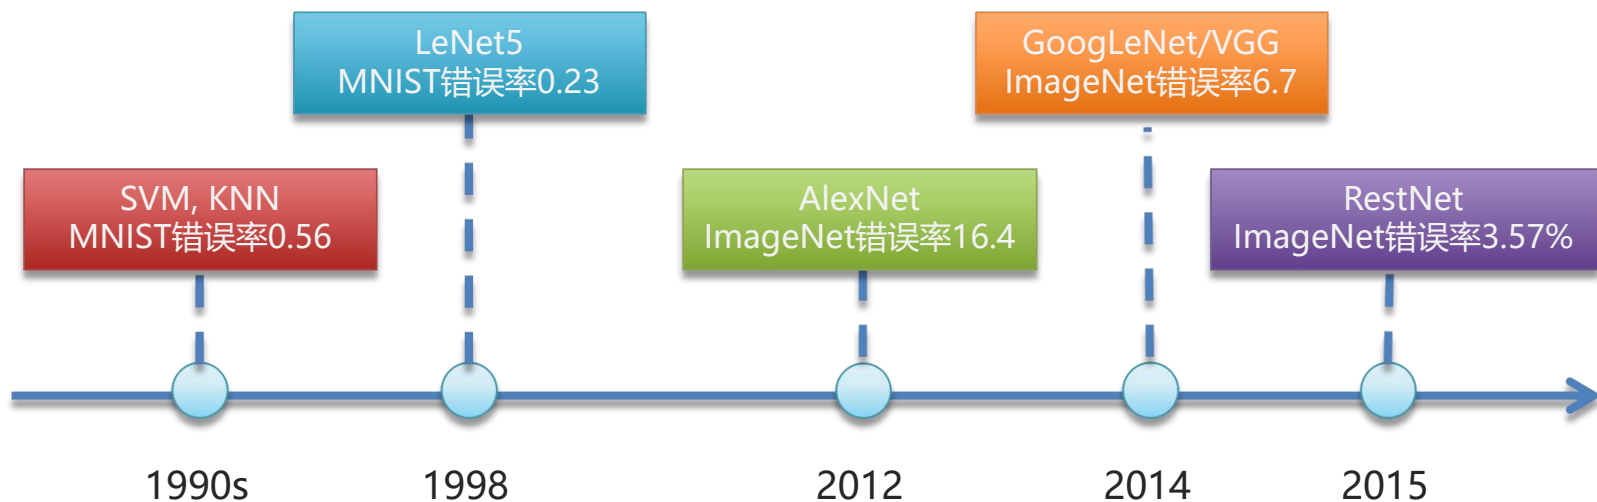 LeNet5
MNIST错误率0.23
GoogLeNet/VGG
ImageNet错误率6.7
SVM, KNN
MNIST错误率0.56
AlexNet
ImageNet错误率16.4
RestNet
ImageNet错误率3.57%
1990s
1998
2012
2014
2015